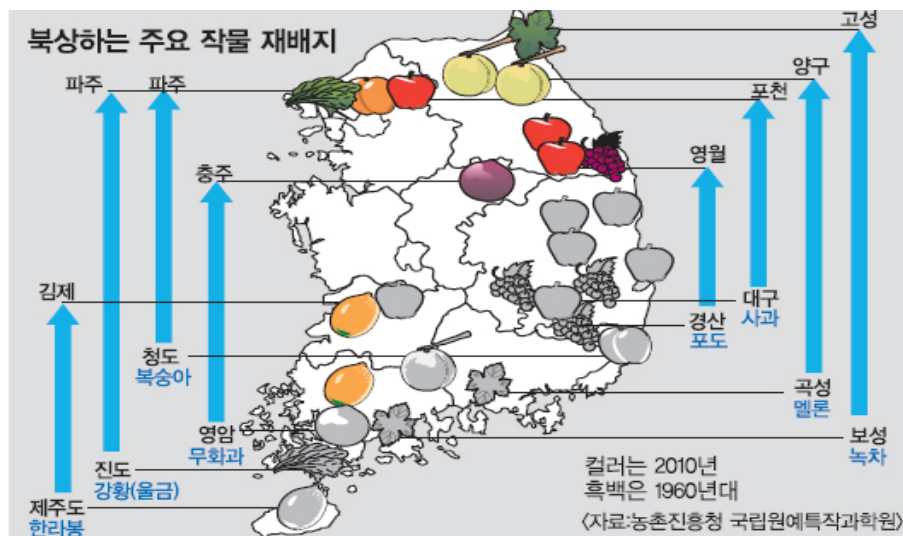 북상하는 주요 작물 재배지
고성
양구
파주
파주
포천
영월
충주
김제
대구
사과
경산
포도
청도
복숭아
곡성
멜론
영암
무화과
보성
녹차
진도
강황(울금)
제주도
한라봉
컬러는 2010년
흑백은 1960년대
〈자료:농촌진흥청 국립원예특작과학원〉